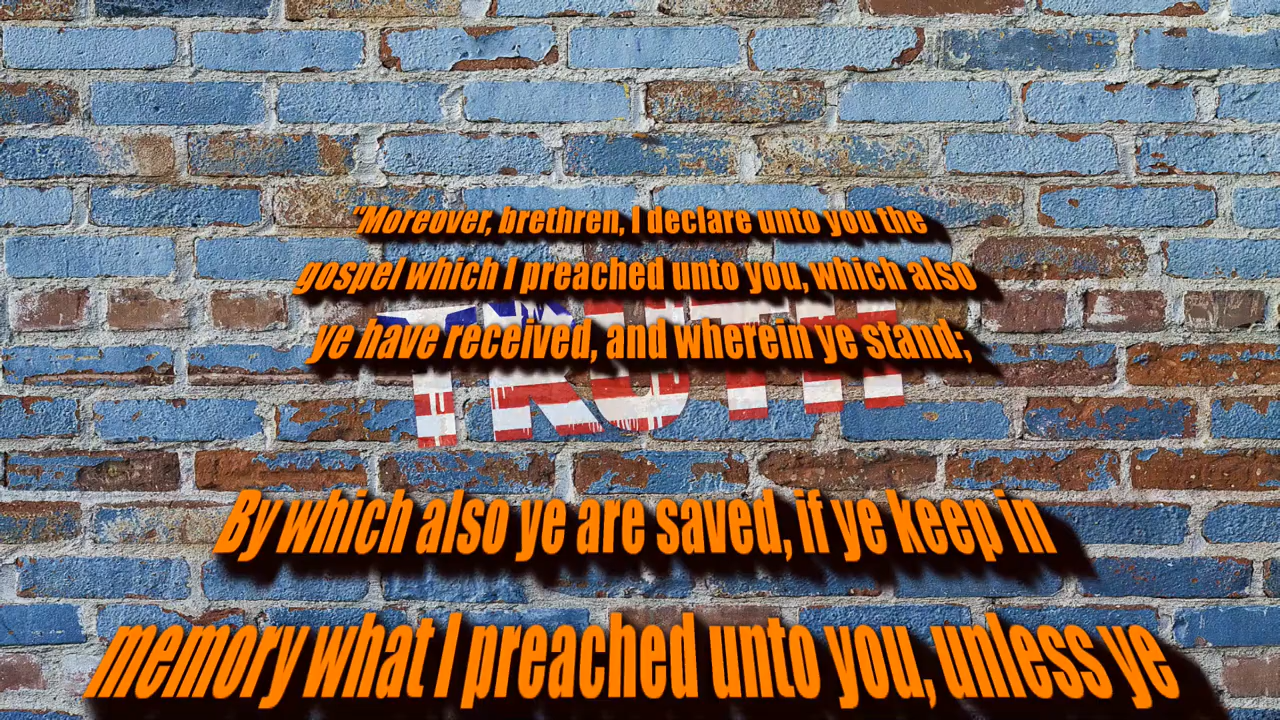 "Moreover, brethren, I declare unto you the
gospel which I preached unto you, which also
ye have received, and wherein ye stand;
TRUTH
By which also ye are saved, if ye keep in
memory what I preached unto you, unless ye